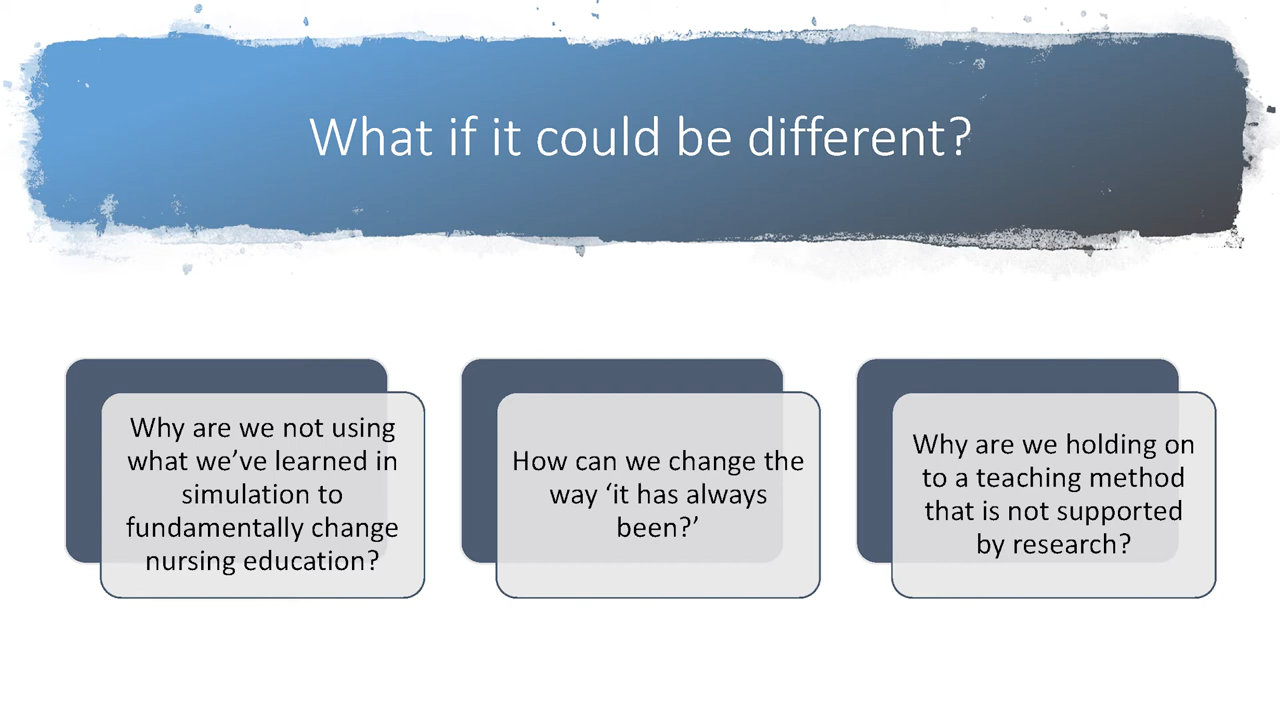 What if it could be different?
Why are we not using
what we’ve learned in
simulation to
fundamentally change
nursing education?
How can we change the
way ‘it has always
been?’
Why are we holding on
to a teaching method
that is not supported
by research?